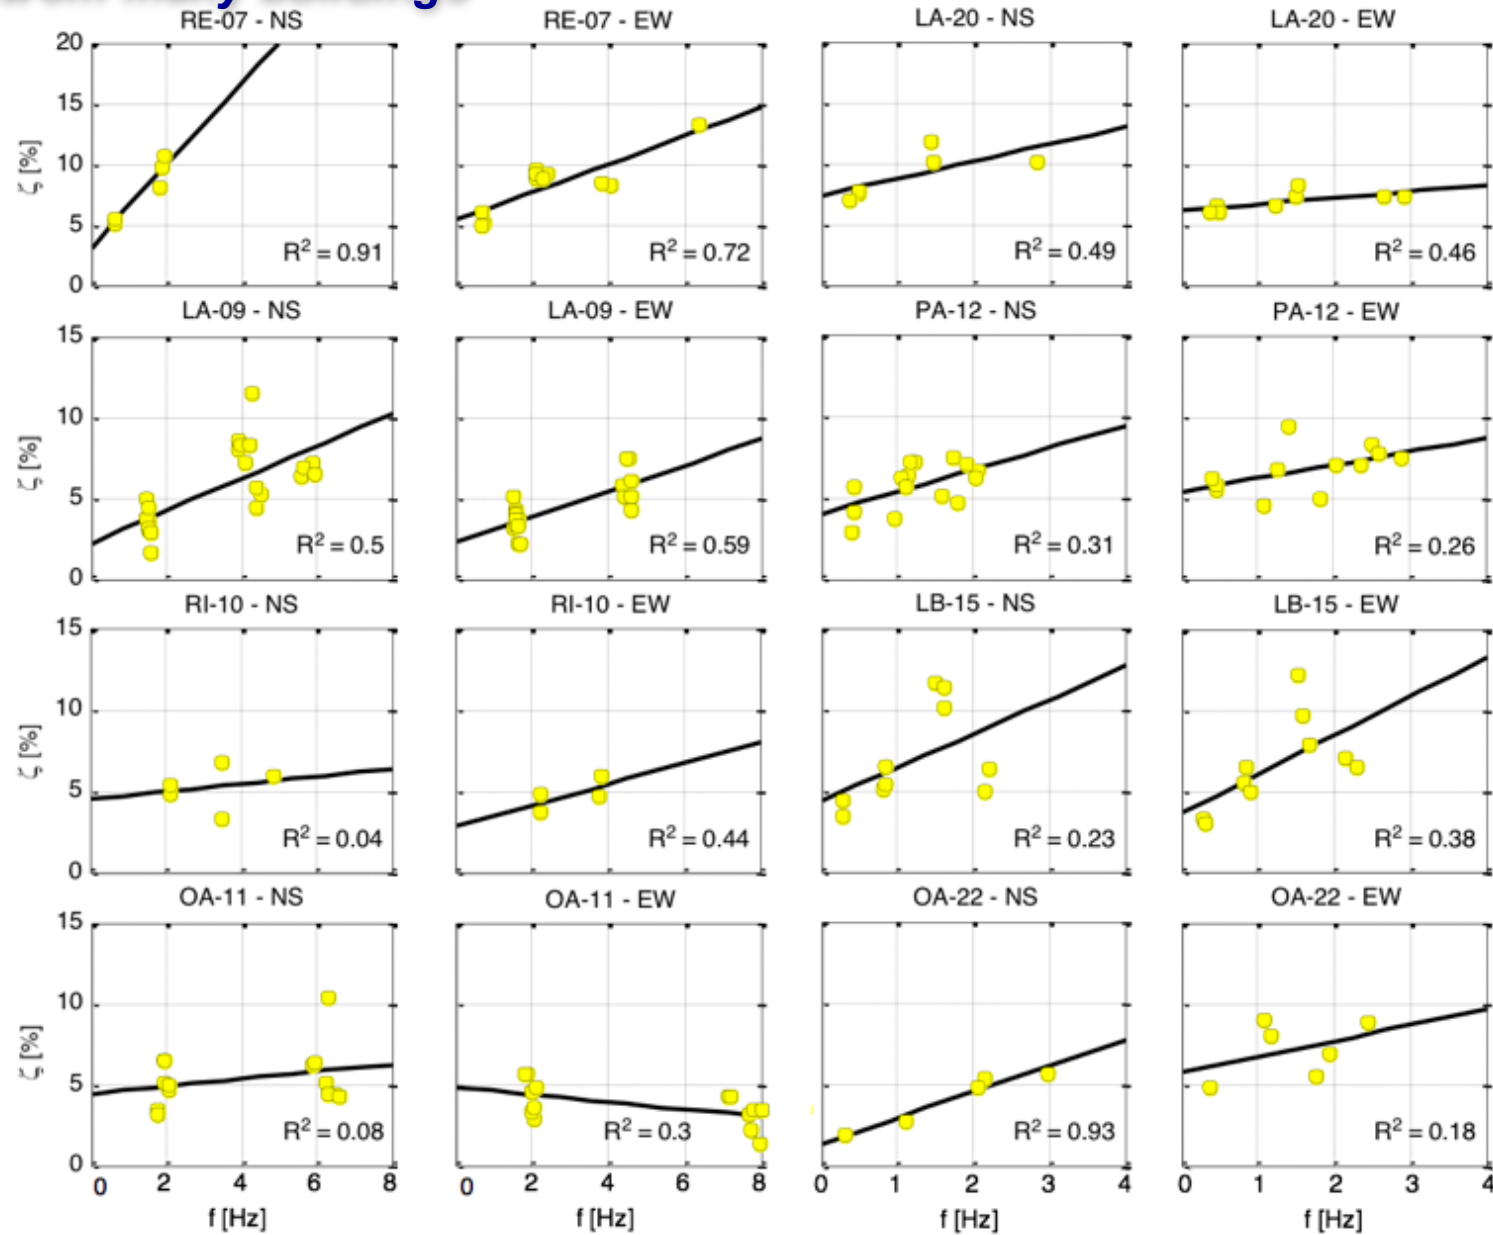 RE-07 - NS RE-07 - EW LA-20 - NS LA-20 - EW
20
15
10
5
0
ζ [%]
R² = 0.91 R² = 0.72 R² = 0.49 R² = 0.46
LA-09 - NS LA-09 - EW PA-12 - NS PA-12 - EW
15
10
5
0
ζ [%]
R² = 0.5 R² = 0.59 R² = 0.31 R² = 0.26
RI-10 - NS RI-10 - EW LB-15 - NS LB-15 - EW
15
10
5
0
ζ [%]
R² = 0.04 R² = 0.44 R² = 0.23 R² = 0.38
OA-11 - NS OA-11 - EW OA-22 - NS OA-22 - EW
15
10
5
0
ζ [%]
R² = 0.08 R² = 0.3 R² = 0.93 R² = 0.18
0 2 4 6 8 0 2 4 6 8 0 1 2 3 4 0 1 2 3 4
f [Hz] f [Hz] f [Hz] f [Hz]